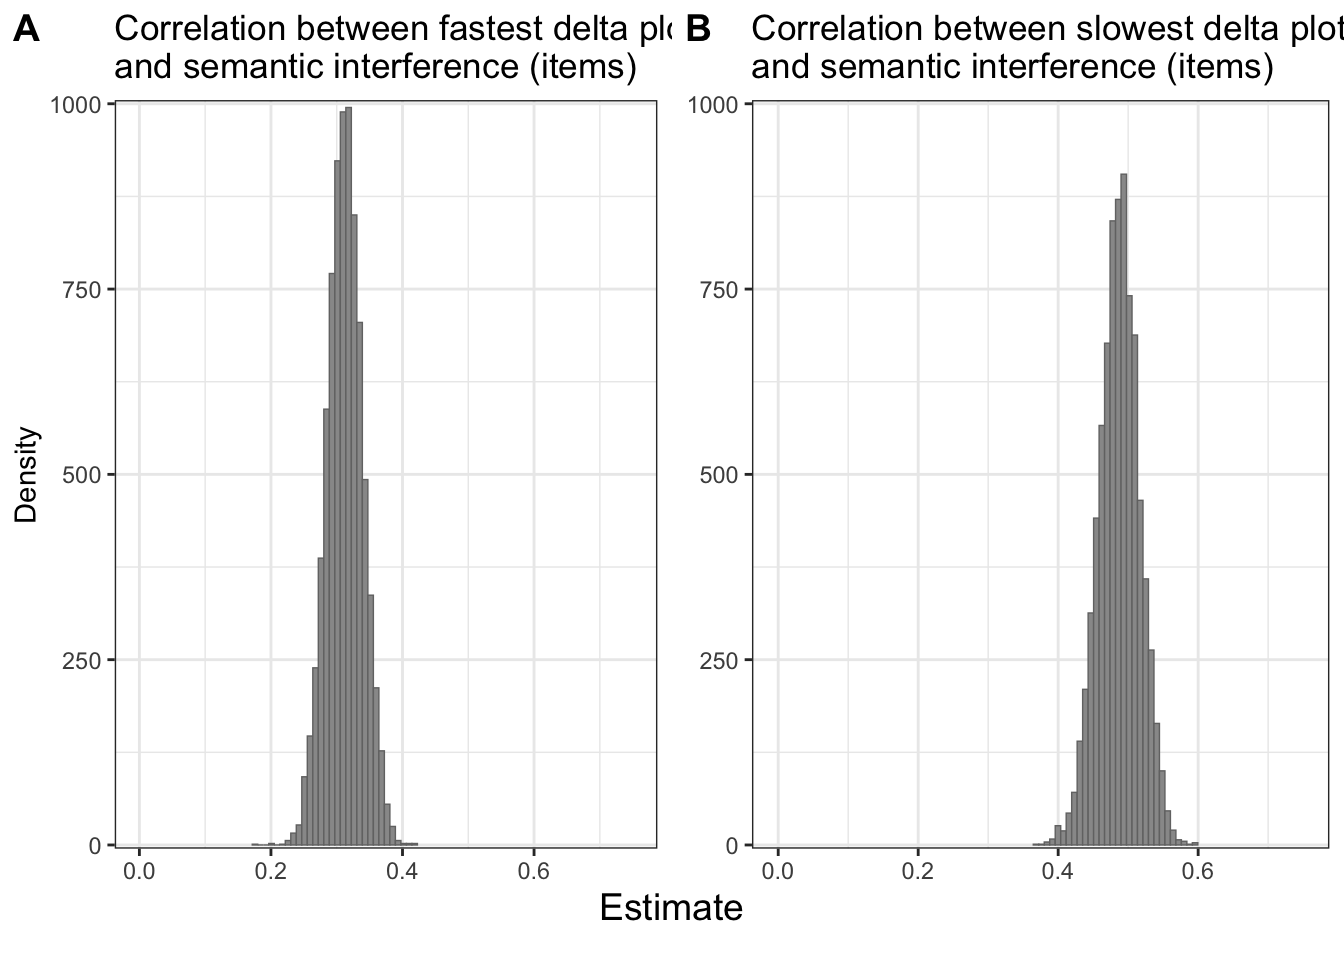 A
Correlation between fastest delta plo
and semantic interference (items)
B
Correlation between slowest delta plot
and semantic interference (items)
Density
1000
750
500
250
0
0.0 0.2 0.4 0.6
1000
750
500
250
0
0.0 0.2 0.4 0.6
Estimate